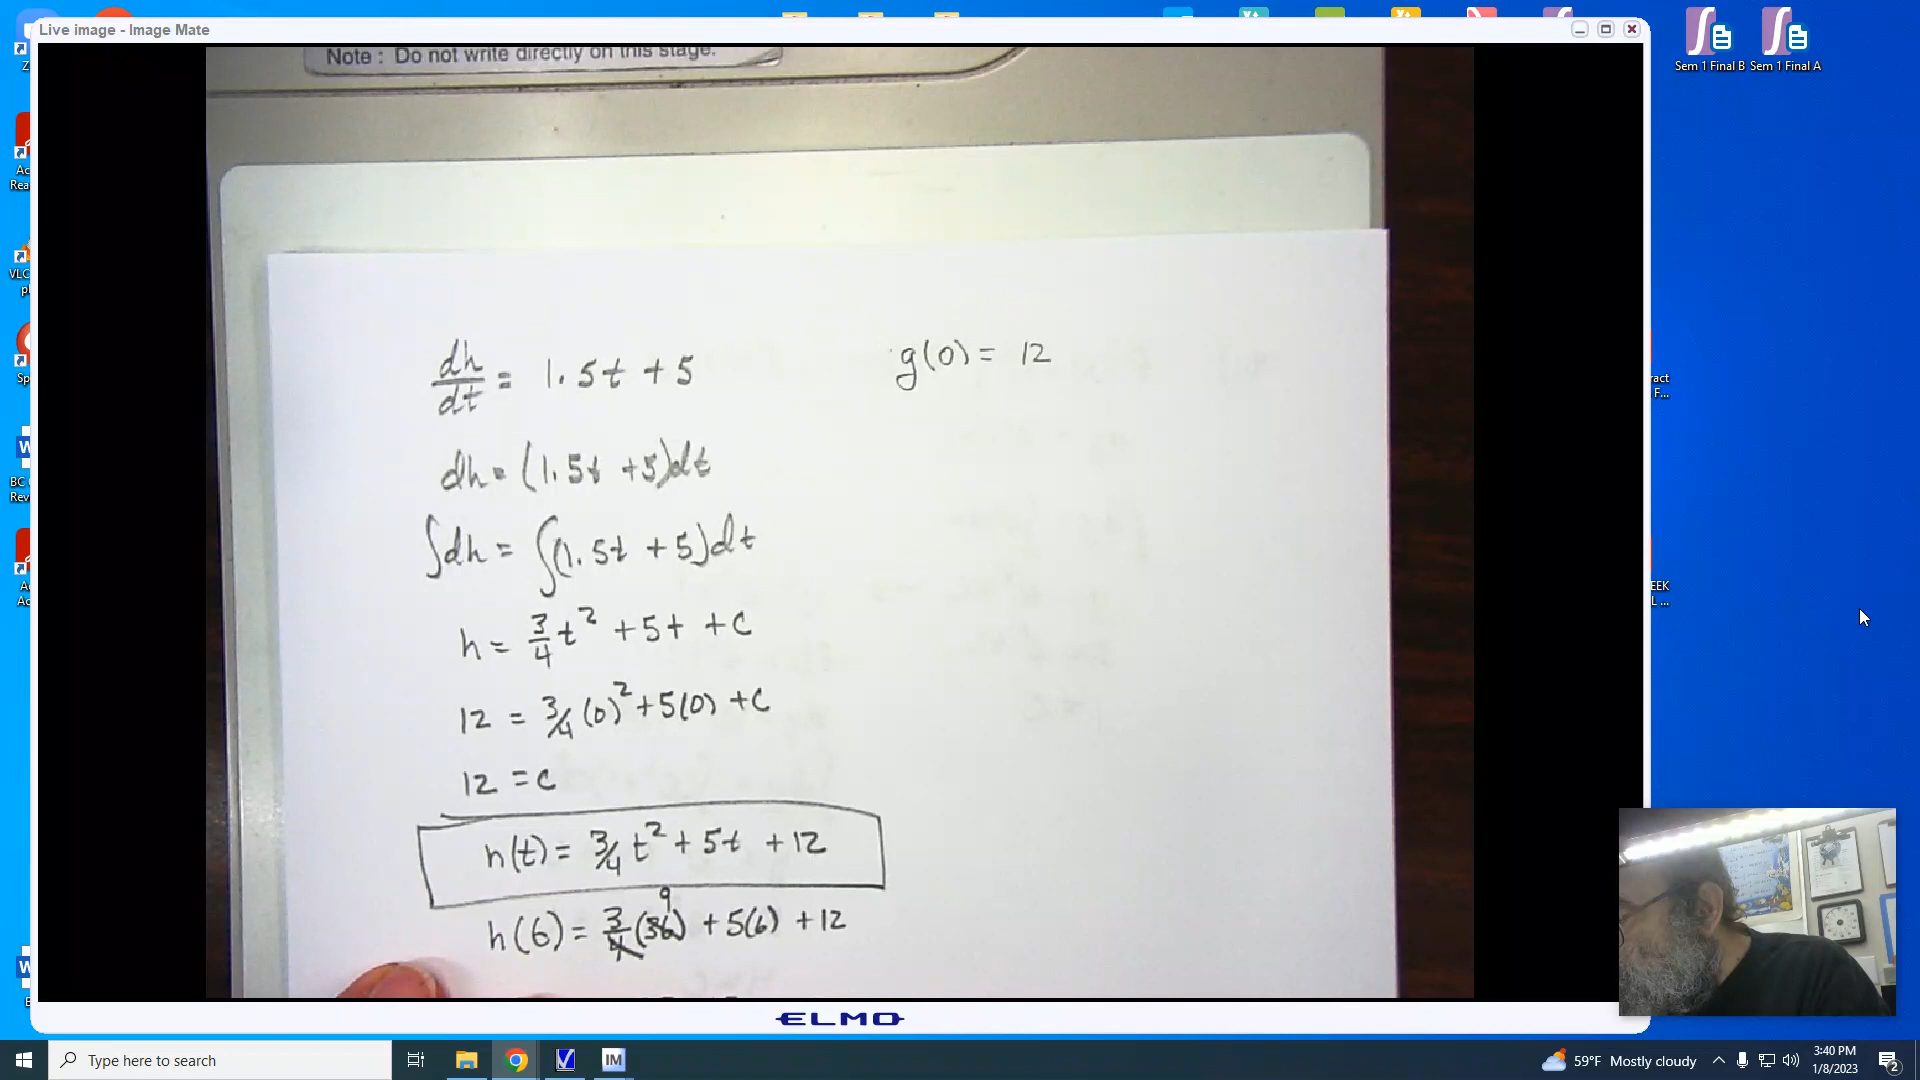 Live image - Image Mate
Sem 1 Final B
Sem 1 Final A
Note : Do not write directly on this stage.
dh/dt = 1.5t + 5
g(0) = 12
dh = (1.5t + 5)dt
∫dh = ∫(1.5t + 5)dt
h = 3/4 t² + 5t + c
12 = 3/4 (0)² + 5(0) + c
12 = c
h(t) = 3/4 t² + 5t + 12
9
h(6) = 3/4 (36) + 5(6) + 12
ELMO
Type here to search
IM
59°F Mostly cloudy
3:40 PM
1/8/2023
2